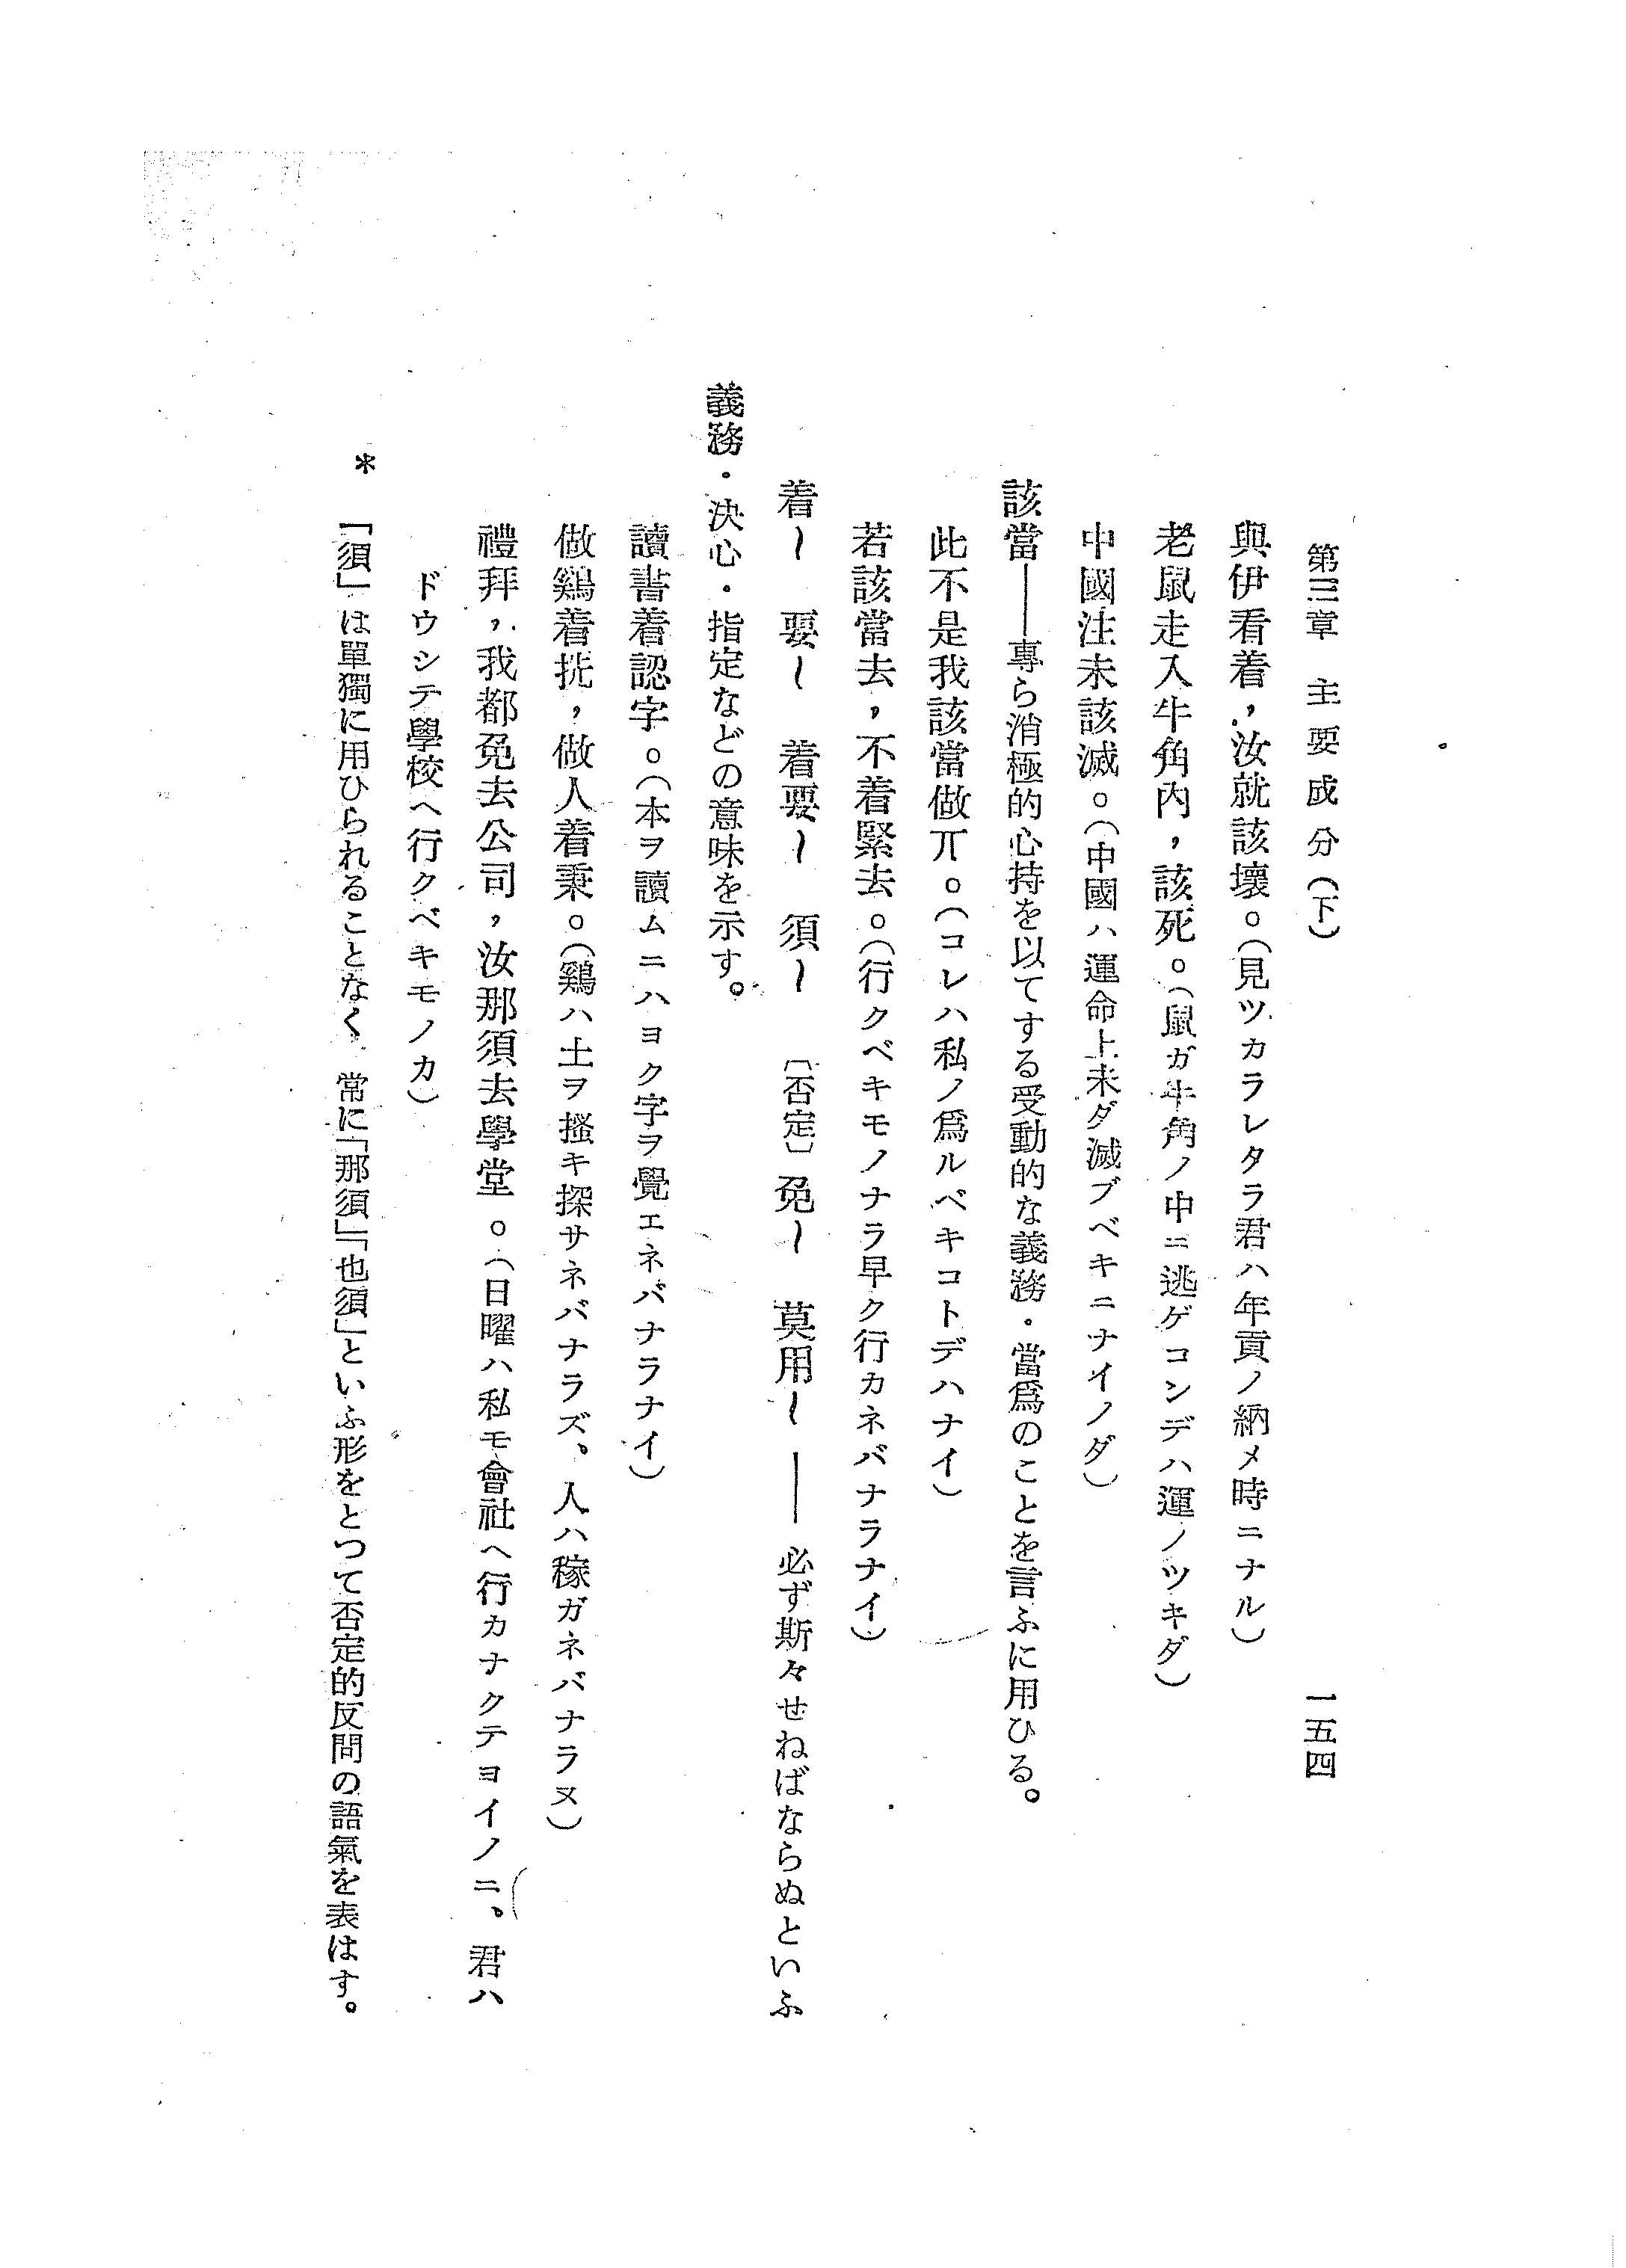 第三章　主要成分（下）　一五四
與伊看着，汝就該壞。（見ツカラレタラ君ハ年貢ノ納メ時ニナル）
老鼠走入牛角內，該死。（鼠ガ牛角ノ中ニ逃ゲコンデハ運ノツキダ）
中國注未該滅。（中國ハ運命上未ダ滅ブベキニナイノダ）
該當――專ら消極的心持を以てする受動的な義務・當爲のことを言ふに用ひる。
此不是我該當做丌。（コレハ私ノ爲ルベキコトデハナイ）
若該當去，不着緊去。（行クベキモノナラ早ク行カネバナラナイ）
着～　要～　着要～　須～　〔否定〕免～　莫用～――必ず斯々せねばならぬといふ
義務・決心・指定などの意味を示す。
讀書着認字。（本ヲ讀ムニハヨク字ヲ覺エネバナラナイ）
做鷄着挑，做人着秉。（鷄ハ土ヲ搔キ探サネバナラズ、人ハ稼ガネバナラヌ）
禮拜，我都免去公司，汝那須去學堂。（日曜ハ私モ會社ヘ行カナクテヨイノニ、君ハ
ドウシテ學校ヘ行クベキモノカ）
＊　「須」は單獨に用ひられることなく 常に「那須」「也須」といふ形をとつて否定的反問の語氣を表はす。